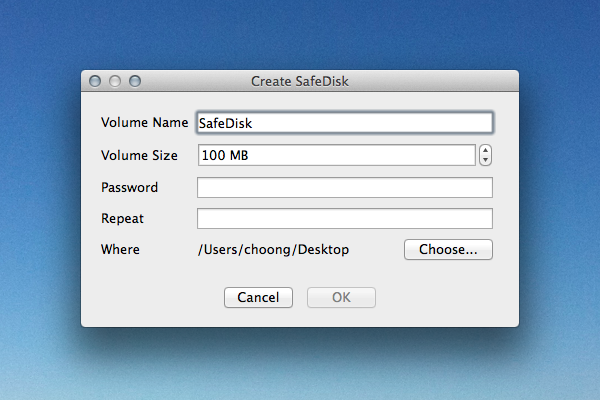 Create SafeDisk
Volume Name SafeDisk
Volume Size 100 MB
Password
Repeat
Where /Users/choong/Desktop Choose...
Cancel OK